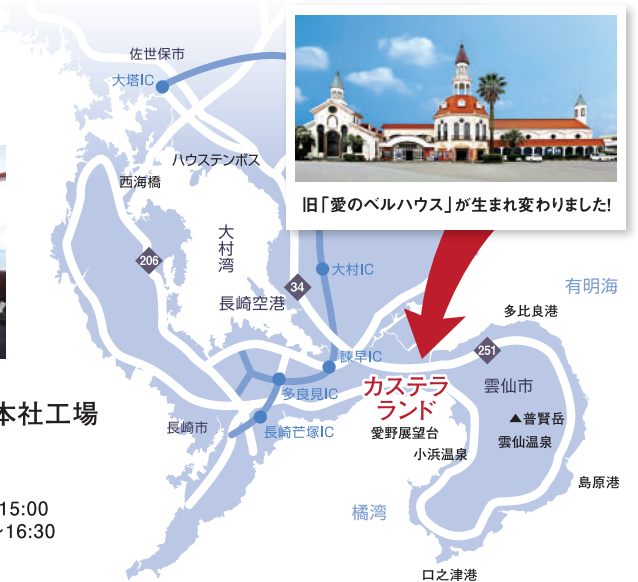 佐世保市
大塔IC
ハウステンボス
西海橋
旧「愛のベルハウス」が生まれ変わりました!
大村湾
206
大村IC
34
長崎空港
有明海
多比良港
諫早IC
251
カステラ
ランド
雲仙市
多良見IC
本社工場
長崎市
長崎芒塚IC
愛野展望台
▲普賢岳
雲仙温泉
小浜温泉
島原港
15:00
~16:30
橘湾
口之津港